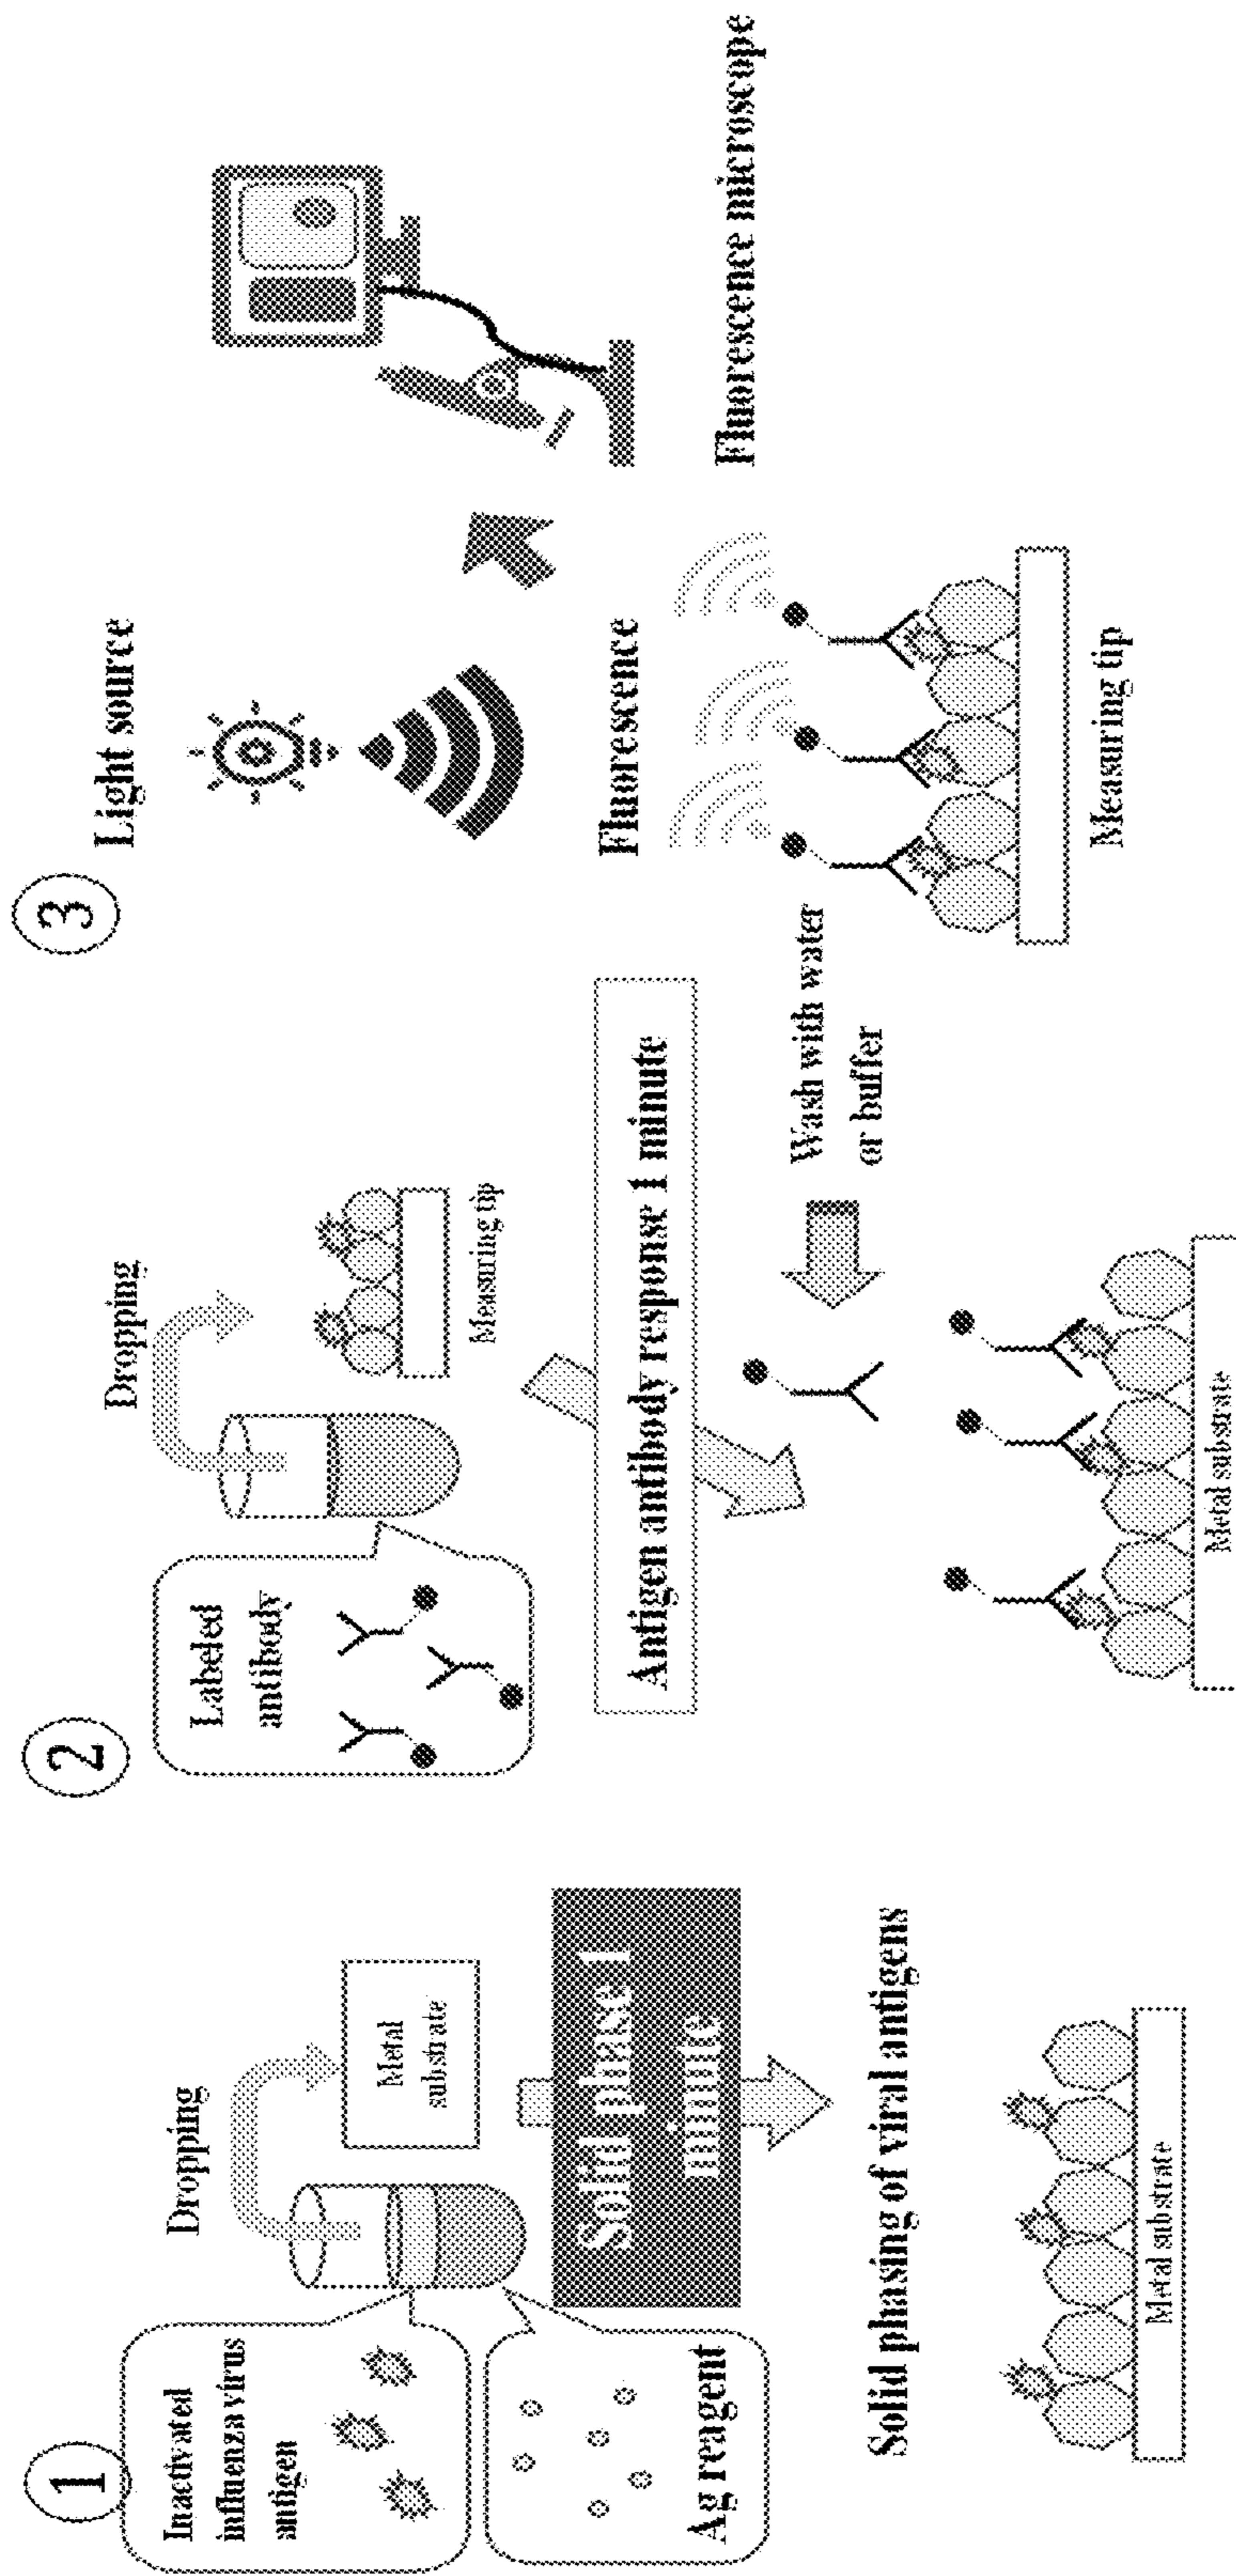 1
Inactivated
influenza virus
antigen
Ag reagent
Dropping
Metal
substrate
Solid phase 1
minute
Solid phasing of viral antigens
Metal substrate
2
Labeled
antibody
Dropping
Measuring tip
Antigen antibody response 1 minute
Wash with water
or buffer
Metal substrate
3
Light source
Fluorescence
Measuring tip
Fluorescence microscope